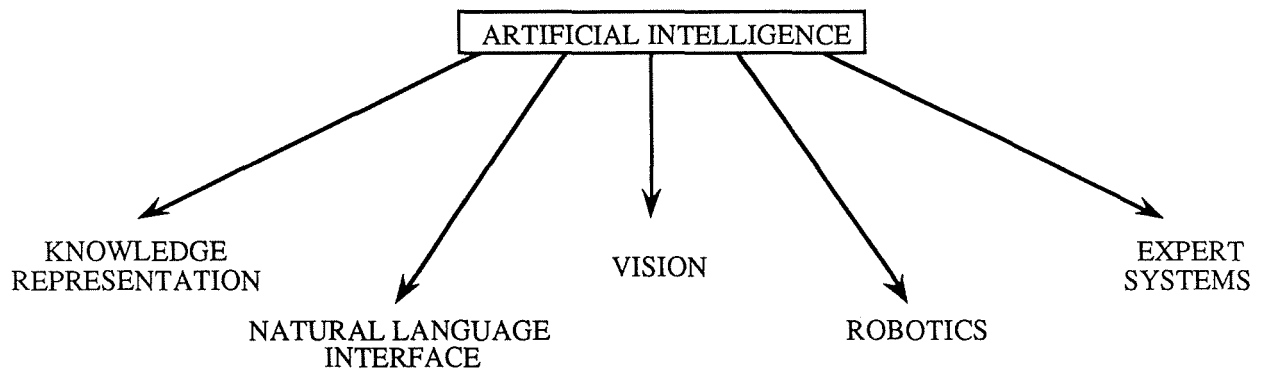 ARTIFICIAL INTELLIGENCE
KNOWLEDGE
REPRESENTATION
NATURAL LANGUAGE
INTERFACE
VISION
ROBOTICS
EXPERT
SYSTEMS